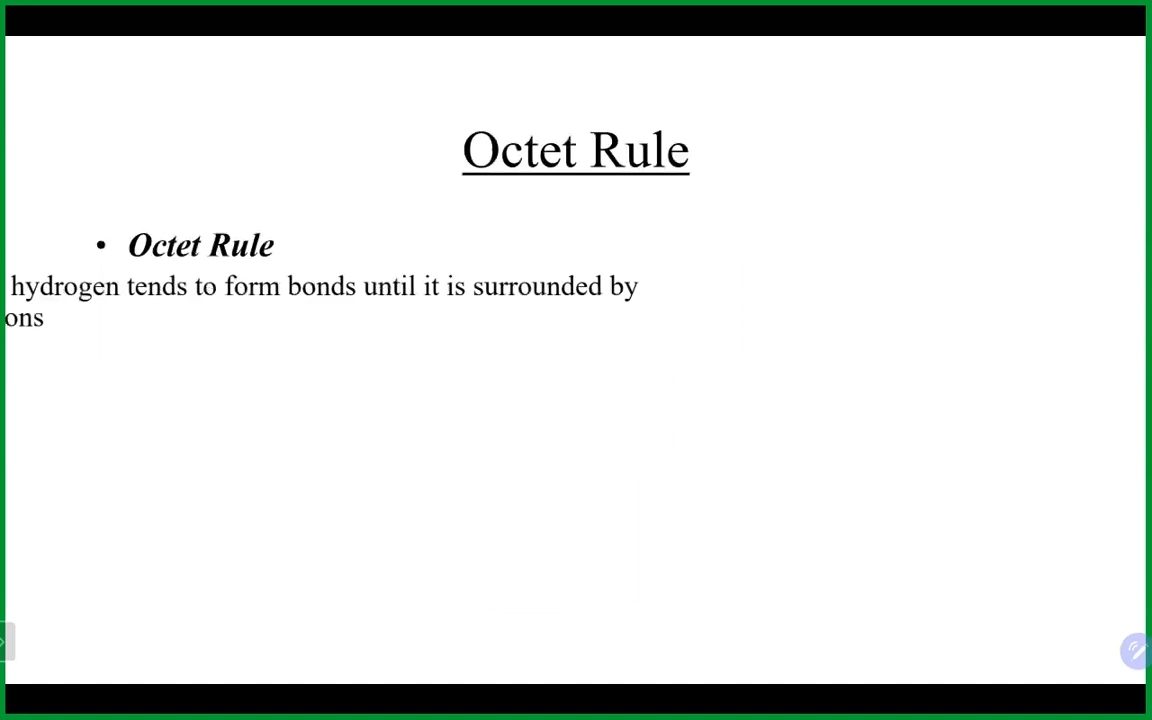 Octet Rule
• Octet Rule
hydrogen tends to form bonds until it is surrounded by
ons